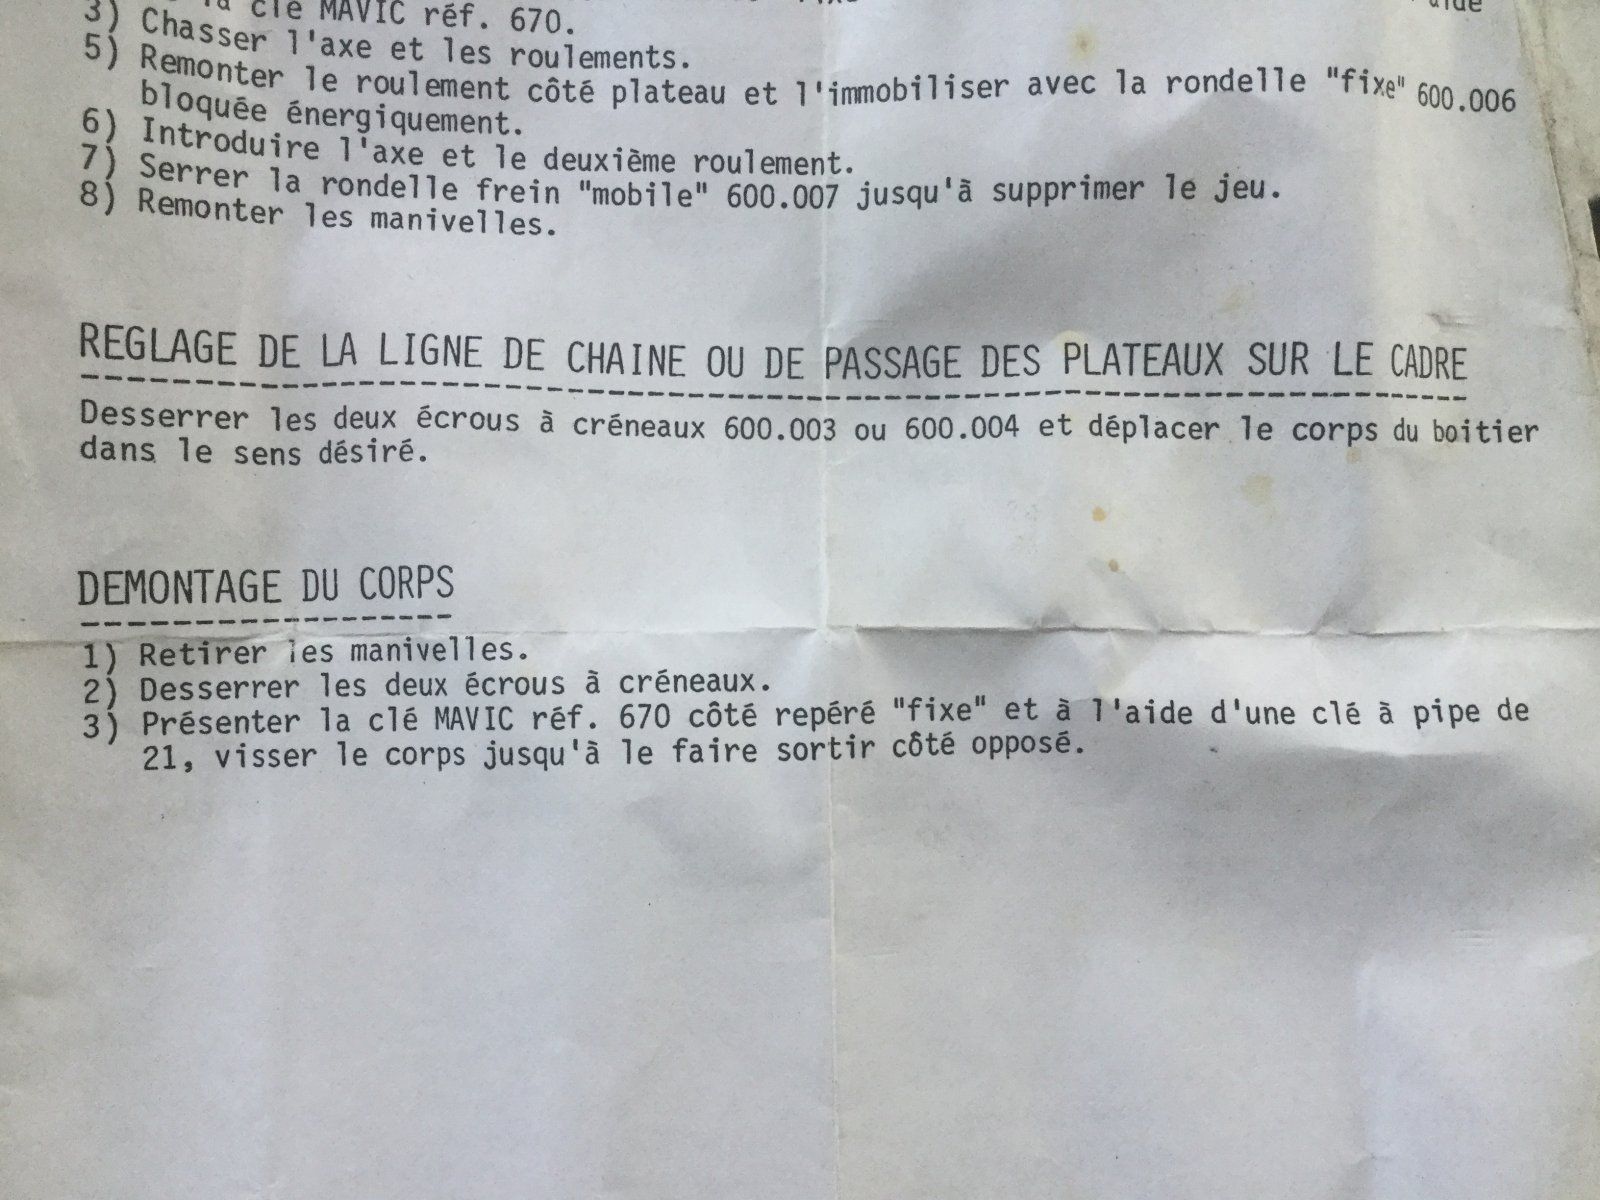 la clé MAVIC réf. 670.
3) Chasser l'axe et les roulements.
5) Remonter le roulement côté plateau et l'immobiliser avec la rondelle "fixe" 600.006
bloquée énergiquement.
6) Introduire l'axe et le deuxième roulement.
7) Serrer la rondelle frein "mobile" 600.007 jusqu'à supprimer le jeu.
8) Remonter les manivelles.
REGLAGE DE LA LIGNE DE CHAINE OU DE PASSAGE DES PLATEAUX SUR LE CADRE
Desserrer les deux écrous à créneaux 600.003 ou 600.004 et déplacer le corps du boitier
dans le sens désiré.
DEMONTAGE DU CORPS
1) Retirer les manivelles.
2) Desserrer les deux écrous à créneaux.
3) Présenter la clé MAVIC réf. 670 côté repéré "fixe" et à l'aide d'une clé à pipe de
21, visser le corps jusqu'à le faire sortir côté opposé.